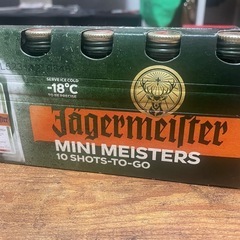 SERVE ICE COLD
-18°C
Jägermeister
MINI MEISTERS
10 SHOTS-TO-GO